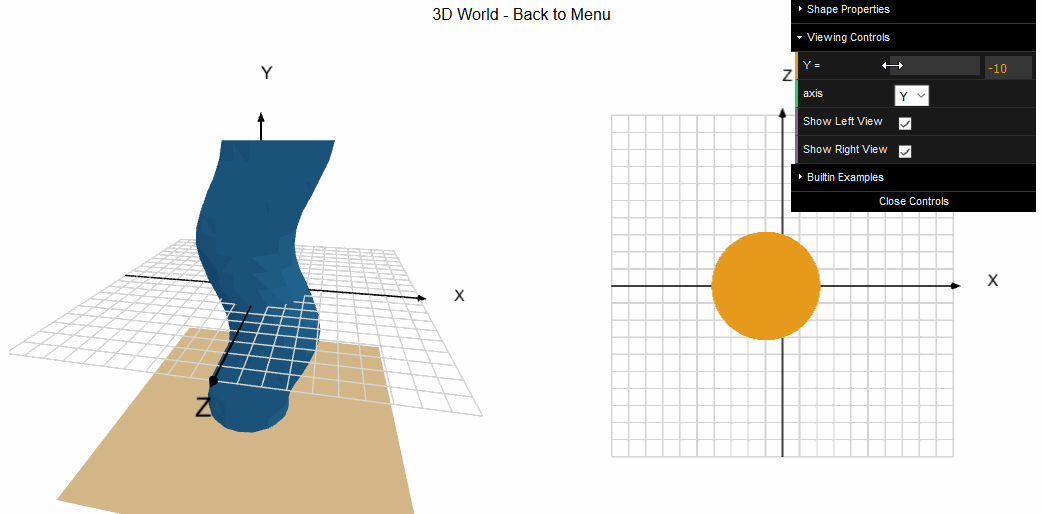 3D World - Back to Menu
Shape Properties
Viewing Controls
Y =
-10
axis
Y
Show Left View
Show Right View
Builtin Examples
Close Controls
Y
X
Z
Z
X